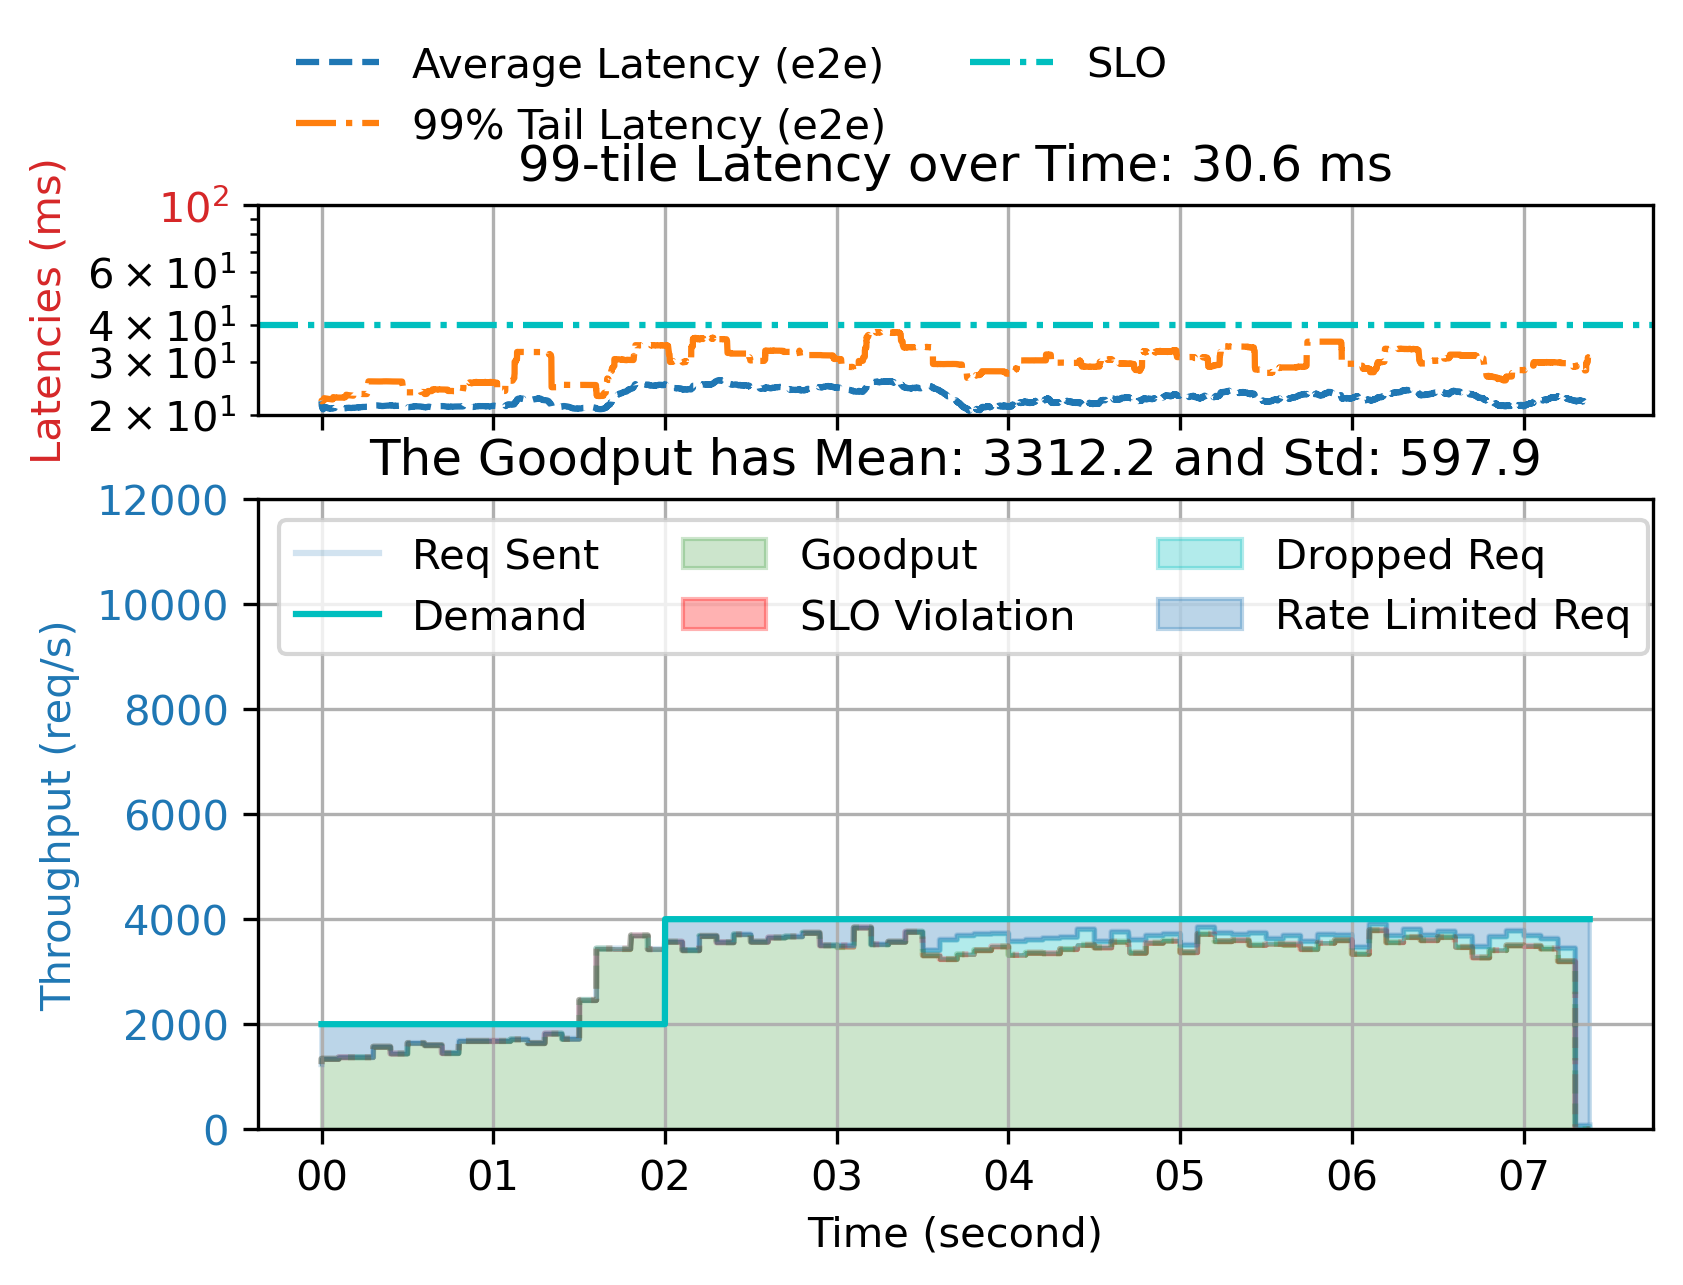 Average Latency (e2e) SLO
99% Tail Latency (e2e)
99-tile Latency over Time: 30.6 ms
Latencies (ms)
10²
6 × 10¹
4 × 10¹
3 × 10¹
2 × 10¹
The Goodput has Mean: 3312.2 and Std: 597.9
Throughput (req/s)
12000
10000
8000
6000
4000
2000
0
Req Sent Goodput Dropped Req
Demand SLO Violation Rate Limited Req
00 01 02 03 04 05 06 07
Time (second)